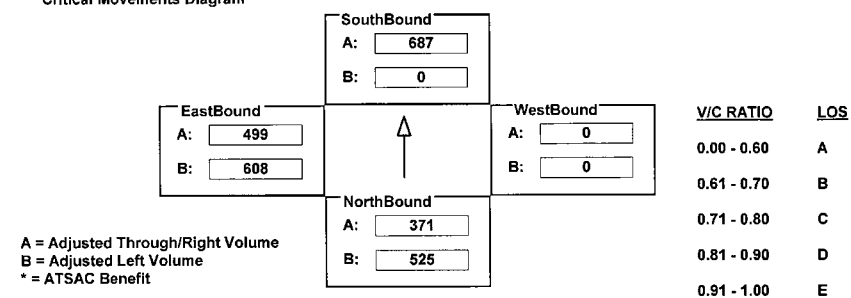 Critical Movements Diagram
SouthBound
A: 687
B: 0
EastBound
A: 499
B: 608
WestBound
A: 0
B: 0
NorthBound
A: 371
B: 525
A = Adjusted Through/Right Volume
B = Adjusted Left Volume
* = ATSAC Benefit
V/C RATIO LOS
0.00 - 0.60 A
0.61 - 0.70 B
0.71 - 0.80 C
0.81 - 0.90 D
0.91 - 1.00 E